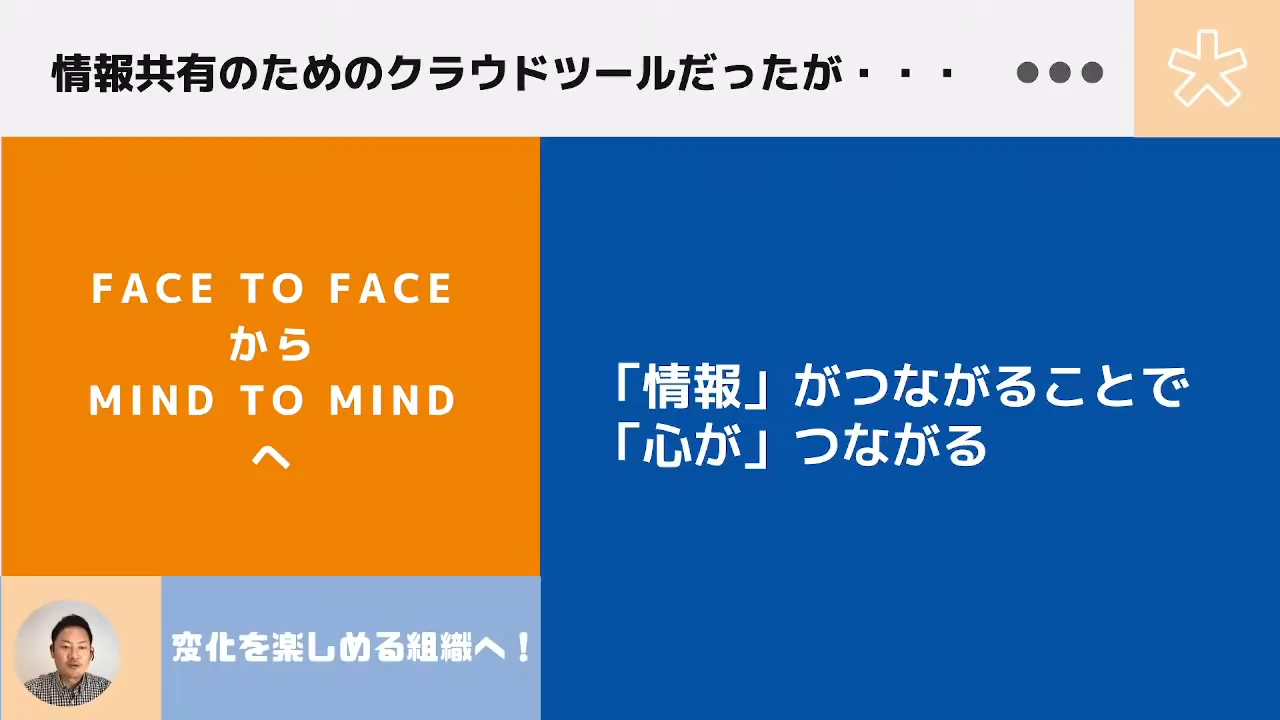 情報共有のためのクラウドツールだったが・・・
FACE TO FACE
から
MIND TO MIND
へ
「情報」がつながることで
「心が」つながる
変化を楽しめる組織へ！